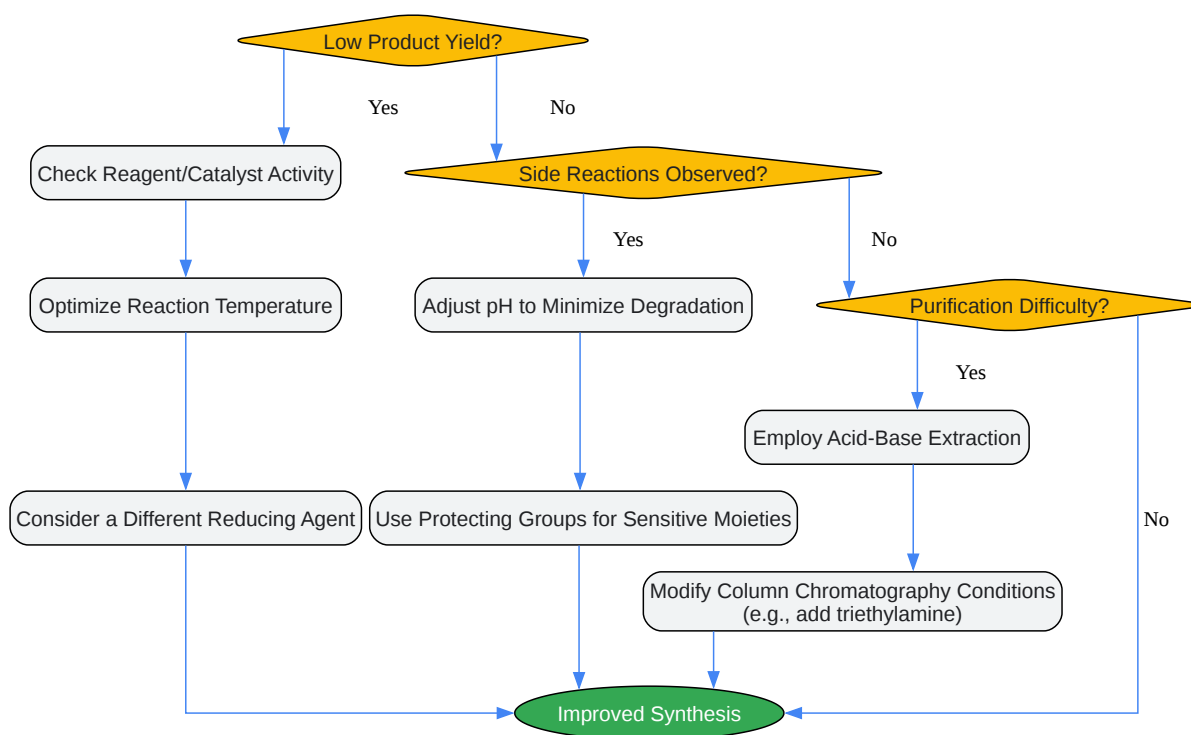 Low Product Yield?
Yes
No
Check Reagent/Catalyst Activity
Side Reactions Observed?
Yes
No
Optimize Reaction Temperature
Adjust pH to Minimize Degradation
Purification Difficulty?
Yes
Employ Acid-Base Extraction
Consider a Different Reducing Agent
Use Protecting Groups for Sensitive Moieties
No
Modify Column Chromatography Conditions
(e.g., add triethylamine)
Improved Synthesis